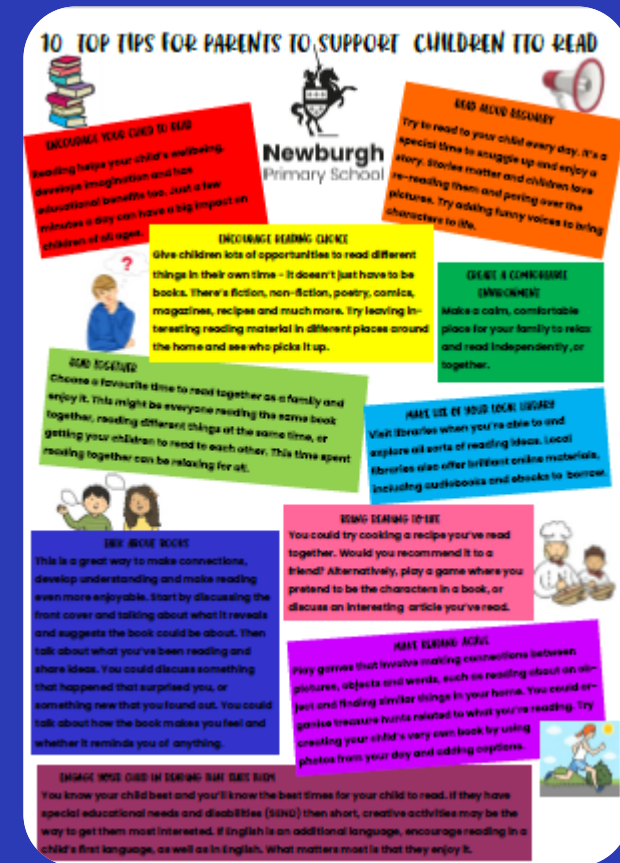 10 TOP TIPS FOR PARENTS TO SUPPORT CHILDREN TTO READ
Newburgh
Primary School
ENCOURAGE YOUR CHILD TO READ
Reading helps your child's wellbeing,
develops imagination and has
educational benefits too. Just a few
minutes a day can have a big impact on
children of all ages.
READ ALOUD REGULARLY
Try to read to your child every day. It's a
special time to snuggle up and enjoy a
story. Stories matter and children love
re-reading them and poring over the
pictures. Try adding funny voices to bring
characters to life.
ENCOURAGE READING CHOICE
Give children lots of opportunities to read different
things in their own time - it doesn't just have to be
books. There's fiction, non-fiction, poetry, comics,
magazines, recipes and much more. Try leaving in-
teresting reading material in different places around
the home and see who picks it up.
?
CREATE A COMFORTABLE
ENVIRONMENT
Make a calm, comfortable
place for your family to relax
and read independently, or
together.
READ TOGETHER
Choose a favourite time to read together as a family and
enjoy it. This might be everyone reading the same book
together, reading different things at the same time, or
getting your children to read to each other. This time spent
reading together can be relaxing for all.
MAKE USE OF YOUR LOCAL LIBRARY
Visit libraries when you're able to and
explore all sorts of reading ideas. Local
libraries also offer brilliant online materials,
including audiobooks and ebooks to borrow.
TALK ABOUT BOOKS
This is a great way to make connections,
develop understanding and make reading
even more enjoyable. Start by discussing the
front cover and talking about what it reveals
and suggests the book could be about. Then
talk about what you've been reading and
share ideas. You could discuss something
that happened that surprised you, or
something new that you found out. You could
talk about how the book makes you feel and
whether it reminds you of anything.
BRING READING TO LIFE
You could try cooking a recipe you've read
together. Would you recommend it to a
friend? Alternatively, play a game where you
pretend to be the characters in a book, or
discuss an interesting article you've read.
MAKE READING ACTIVE
Play games that involve making connections between
pictures, objects and words, such as reading about an ob-
ject and finding similar things in your home. You could or-
ganise treasure hunts related to what you're reading. Try
creating your child's very own book by using
photos from your day and adding captions.
ENGAGE YOUR CHILD IN READING THAT SUITS THEM
You know your child best and you'll know the best times for your child to read. If they have
special educational needs and disabilities (SEND) then short, creative activities may be the
way to get them most interested. If English is an additional language, encourage reading in a
child's first language, as well as in English. What matters most is that they enjoy it.